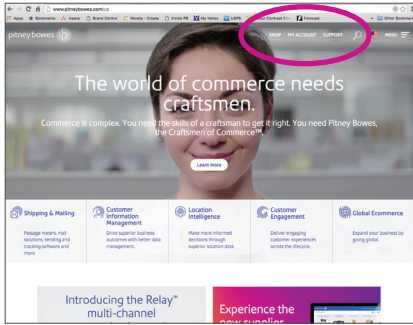 www.pitneybowes.com/us
Apps Bookmarks Asana Brand Central Wordie - Create Inside PB My Yahoo USPS Forecast Other Bookmarks
pitney bowes
SHOP MY ACCOUNT SUPPORT MENU
The world of commerce needs
craftsmen.
Commerce is complex. You need the skills of a craftsman to get it right. You need Pitney Bowes,
the Craftsmen of Commerce™.
Learn more
Shipping & Mailing
Postage meters, mail
solutions, sending and
tracking software and
more.
Customer
Information
Management
Drive superior business
outcomes with better data
management.
Location
Intelligence
Make more informed
decisions through
superior location data.
Customer
Engagement
Deliver engaging
customer experiences
across the lifecycle.
Global Ecommerce
Expand your business by
going global.
Introducing the Relay™
multi-channel
Experience the
new supplies